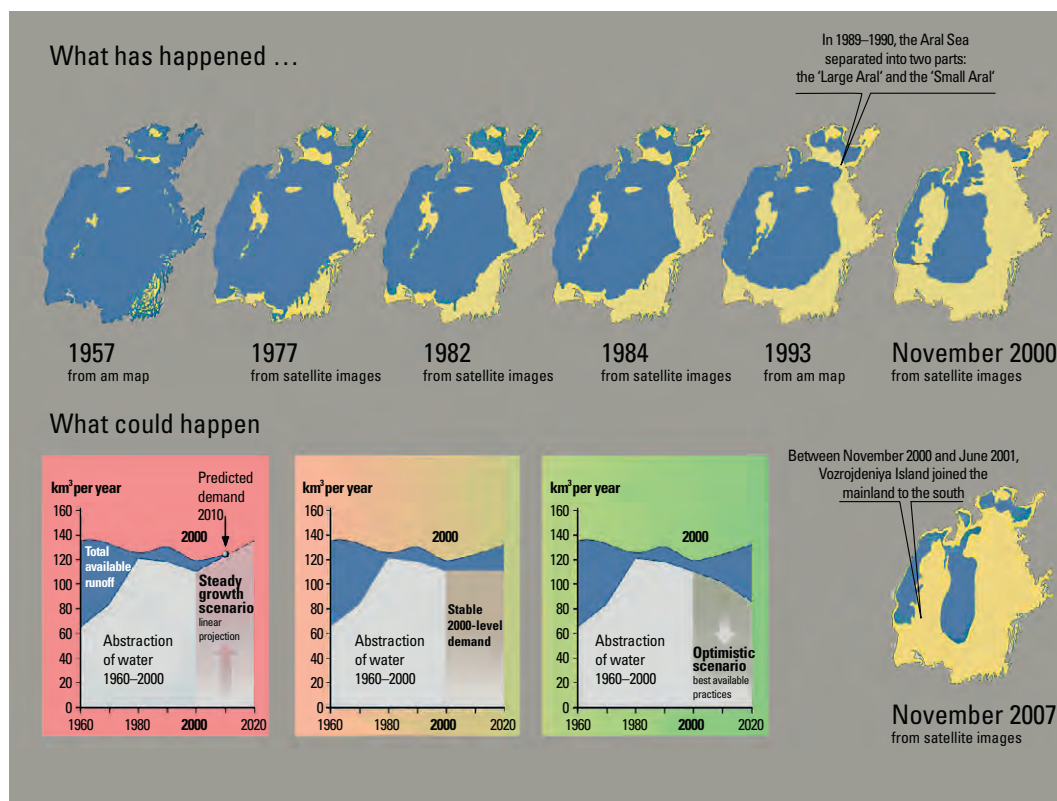 What has happened …
In 1989–1990, the Aral Sea
separated into two parts:
the ‘Large Aral‘ and the ‘Small Aral‘
1957
from am map
1977
from satellite images
1982
from satellite images
1984
from satellite images
1993
from am map
November 2000
from satellite images
What could happen
km³ per year
Predicted
demand
2010
160
140
120
100
80
60
40
20
0
2000
Total
available
runoff
Steady
growth
scenario
linear
projection
Abstraction
of water
1960–2000
1960
1980
2000
2020
km³ per year
160
140
120
100
80
60
40
20
0
2000
Stable
2000-level
demand
Abstraction
of water
1960–2000
1960
1980
2000
2020
km³ per year
160
140
120
100
80
60
40
20
0
2000
Abstraction
of water
1960–2000
Optimistic
scenario
best available
practices
1960
1980
2000
2020
Between November 2000 and June 2001,
Vozrojdeniya Island joined the
mainland to the south
November 2007
from satellite images